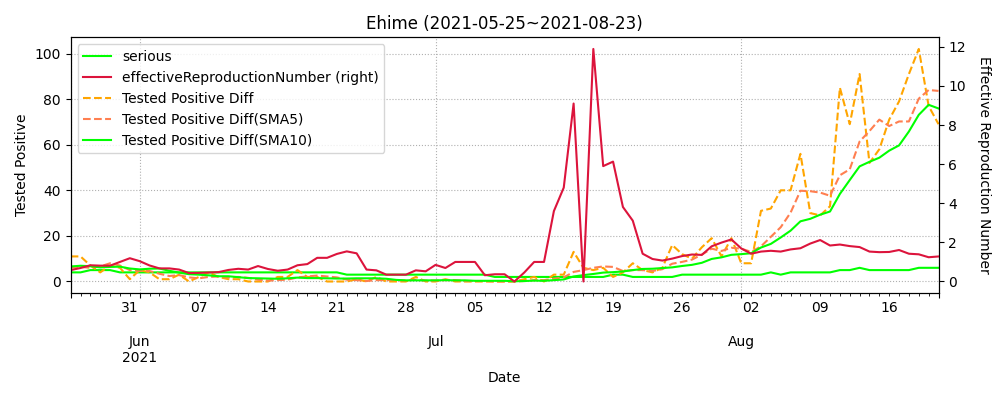 Ehime (2021-05-25~2021-08-23)
serious
effectiveReproductionNumber (right)
Tested Positive Diff
Tested Positive Diff(SMA5)
Tested Positive Diff(SMA10)
Tested Positive
100
80
60
40
20
0
12
10
8
6
4
2
0
Effective Reproduction Number
31 07 14 21 28 05 12 19 26 02 09 16
Jun Jul Aug
2021
Date